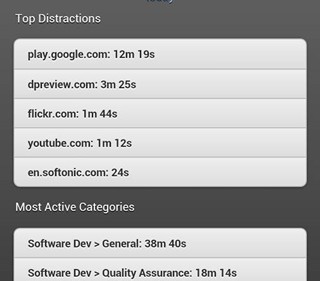 Top Distractions
play.google.com: 12m 19s
dpreview.com: 3m 25s
flickr.com: 1m 44s
youtube.com: 1m 12s
en.softonic.com: 24s
Most Active Categories
Software Dev > General: 38m 40s
Software Dev > Quality Assurance: 18m 14s